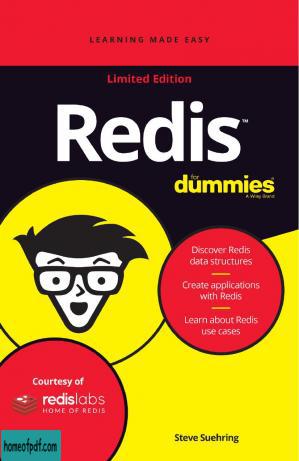 LEARNING MADE EASY
Limited Edition
Redis™
for
dummies®
A Wiley Brand
Discover Redis
data structures
Create applications
with Redis
Learn about Redis
use cases
Courtesy of
redislabs
HOME OF REDIS
Steve Suehring
homeofpdf.com